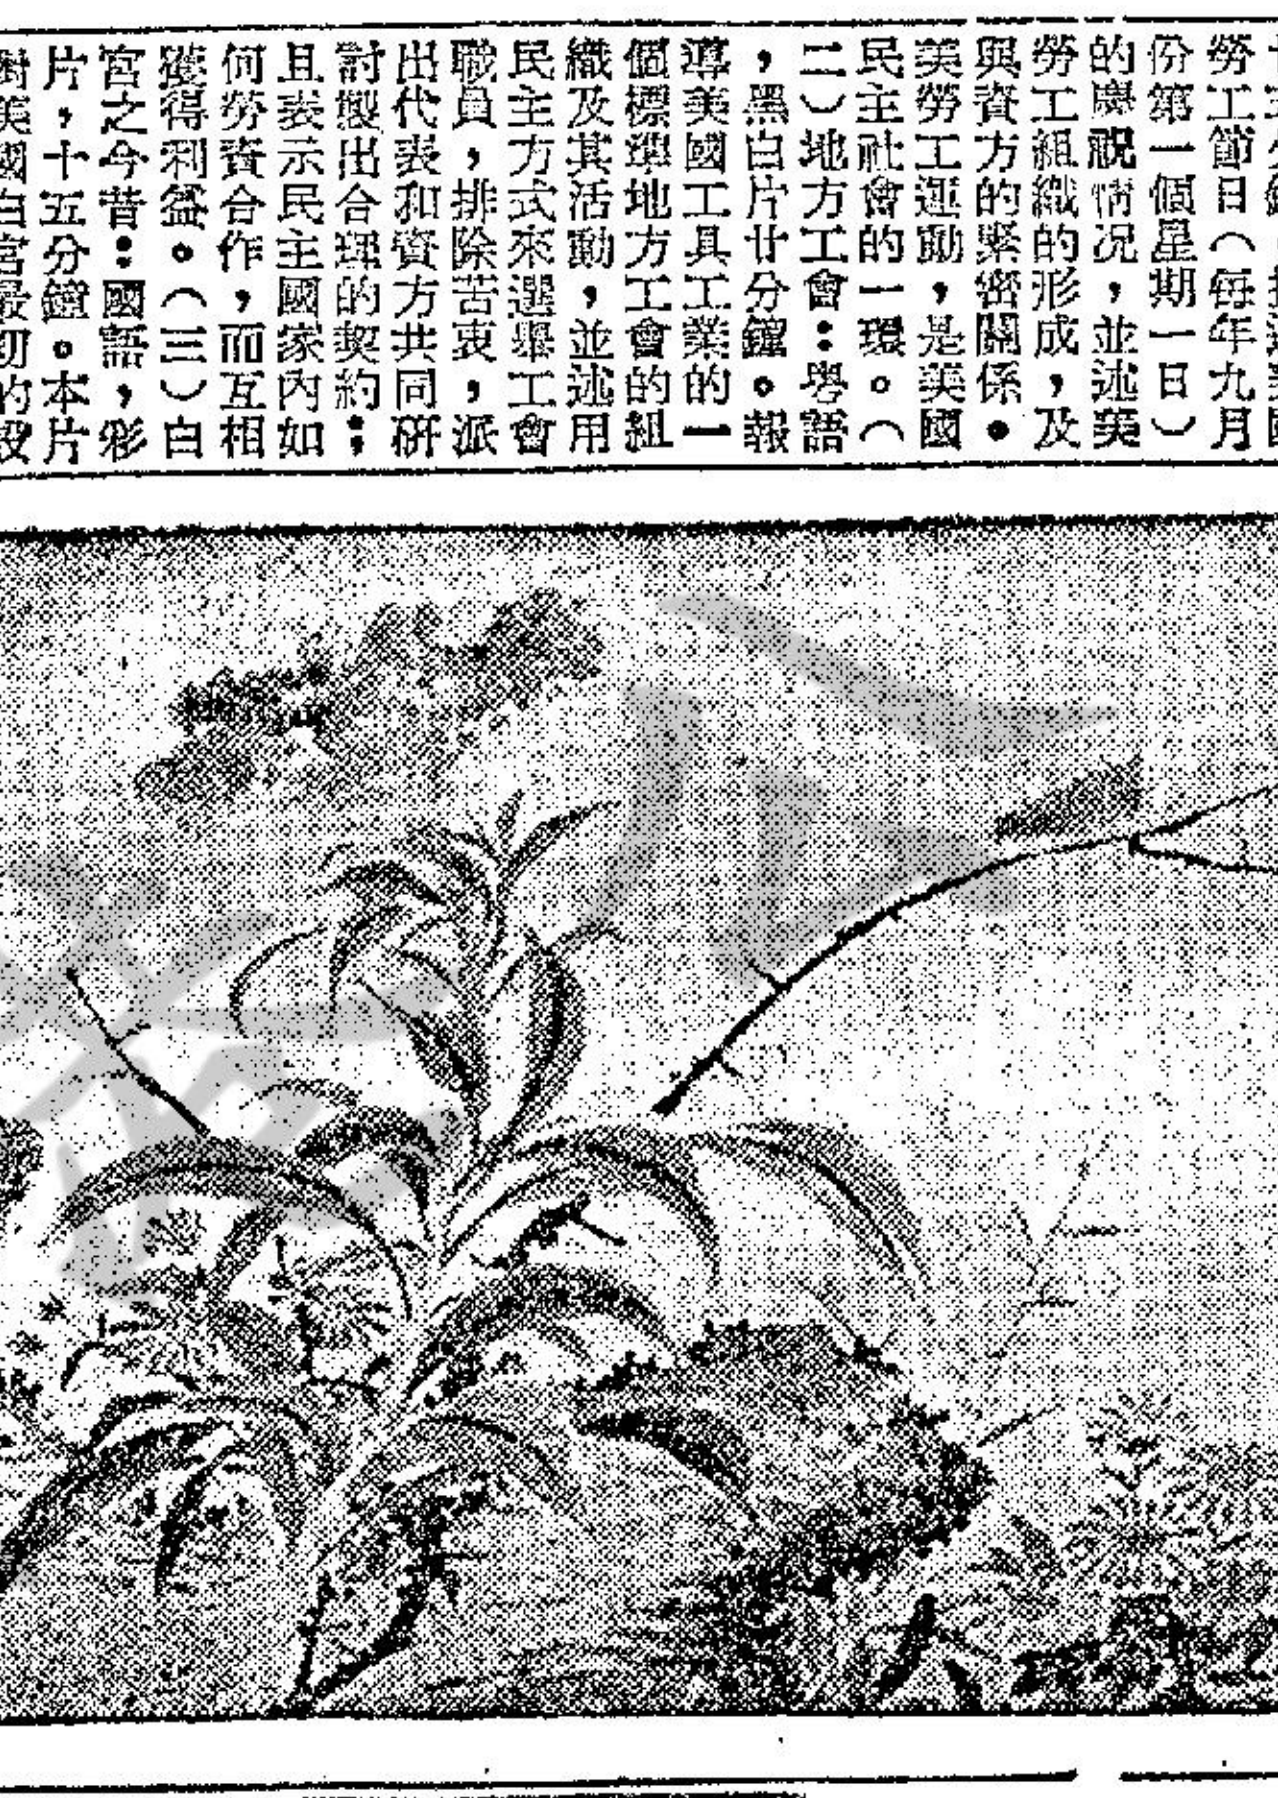 勞工節日（每年九月
份第一個星期一日）
的慶祝情况，並述美
勞工組織的形成，及
與資方的緊密關係。
美勞工運動，是美國
民主社會的一環。（
二）地方工會：粤語
，黑白片廿分鐘。報
導美國工具工業的一
個標準地方工會的組
織及其活動，並述用
民主方式來選舉工會
職員，排除苦衷，派
出代表和資方共同研
討製出合理的契約；
且表示民主國家內如
何勞資合作，而互相
獲得利益。（三）白
宮之今昔：國語，彩
片，十五分鐘。本片
對美國白宮最初的設